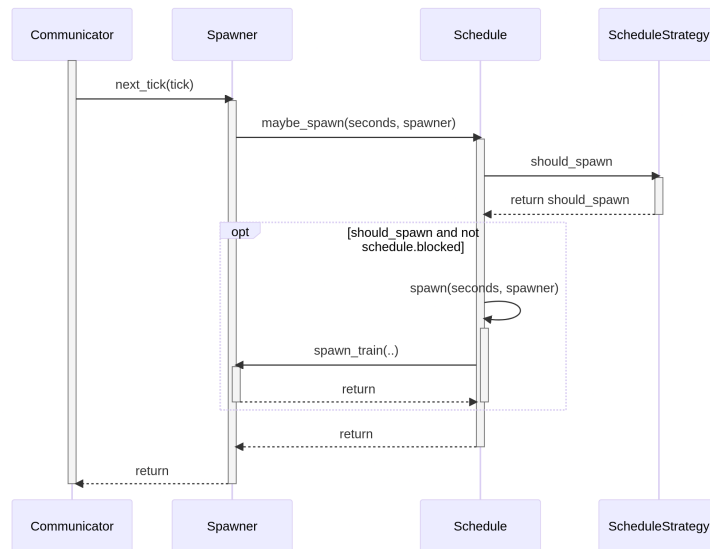 Communicator
Spawner
Schedule
ScheduleStrategy
next_tick(tick)
maybe_spawn(seconds, spawner)
should_spawn
return should_spawn
opt
[should_spawn and not
schedule.blocked]
spawn(seconds, spawner)
spawn_train(..)
return
return
return
Communicator
Spawner
Schedule
ScheduleStrategy